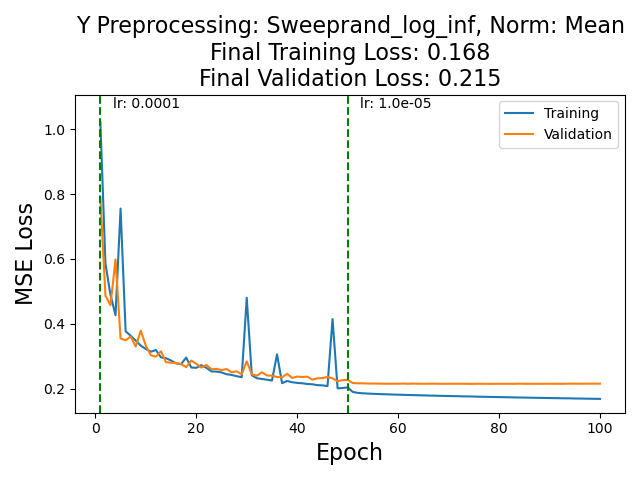 Y Preprocessing: Sweeprand_log_inf, Norm: Mean
Final Training Loss: 0.168
Final Validation Loss: 0.215
lr: 0.0001
lr: 1.0e-05
Training
Validation
MSE Loss
1.0
0.8
0.6
0.4
0.2
0
20
40
60
80
100
Epoch